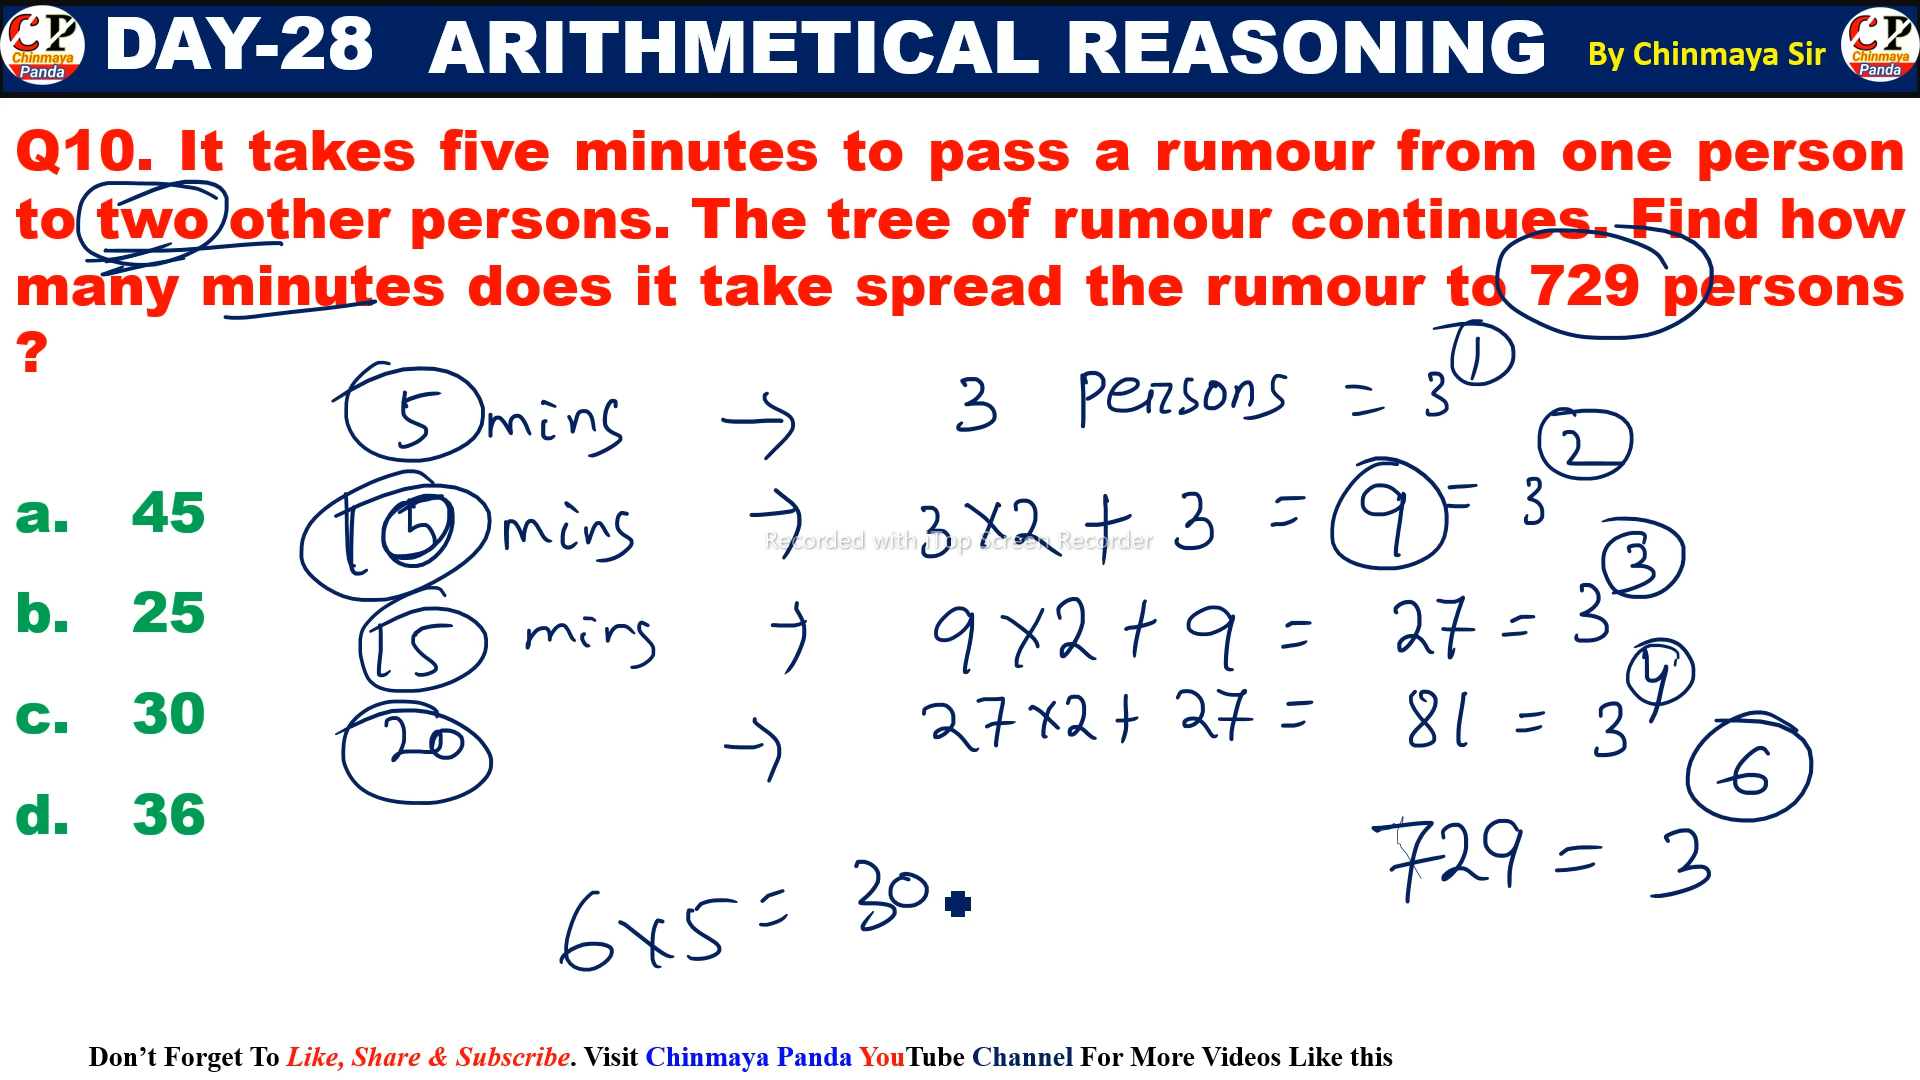 CP Chinmaya Panda DAY-28 ARITHMETICAL REASONING By Chinmaya Sir CP Chinmaya Panda
Q10. It takes five minutes to pass a rumour from one person
to two other persons. The tree of rumour continues. Find how
many minutes does it take spread the rumour to 729 persons
?
5 mins → 3 persons = 3^1
10 mins → 3×2 + 3 = 9 = 3^2
a. 45
Recorded with iTop Screen Recorder
15 mins → 9×2 + 9 = 27 = 3^3
b. 25
20 → 27×2 + 27 = 81 = 3^4
c. 30
d. 36
729 = 3^6
6×5 = 30
Don’t Forget To Like, Share & Subscribe. Visit Chinmaya Panda YouTube Channel For More Videos Like this